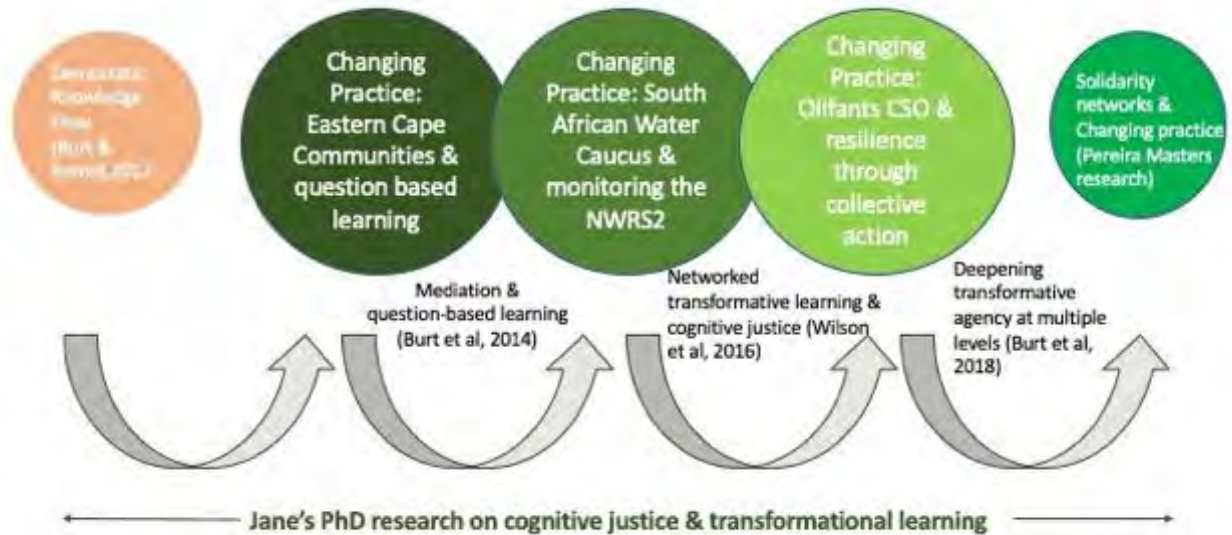 Knowledge
(Burt &
Changing
Practice:
Eastern Cape
Communities &
question based
learning
Changing
Practice: South
African Water
Caucus &
monitoring the
NWRS2
Changing
Practice:
Olifants CSO &
resilience
through
collective
action
Solidarity
networks &
Changing practice
(Pereira Masters
research)
Mediation &
question-based learning
(Burt et al, 2014)
Networked
transformative learning &
cognitive justice (Wilson
et al, 2016)
Deepening
transformative
agency at multiple
levels (Burt et al,
2018)
Jane's PhD research on cognitive justice & transformational learning